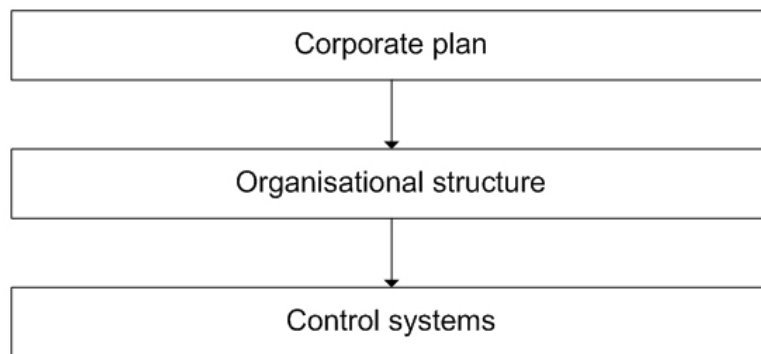 Corporate plan
Organisational structure
Control systems